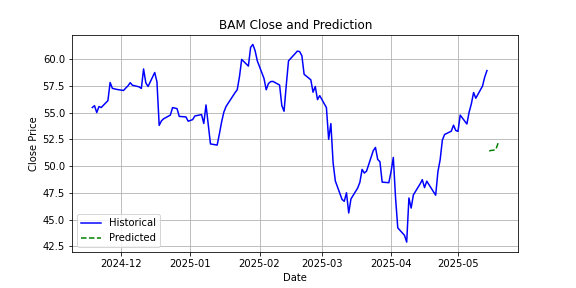 BAM Close and Prediction
60.0
57.5
55.0
52.5
50.0
47.5
45.0
42.5
Close Price
Historical
Predicted
2024-12
2025-01
2025-02
2025-03
2025-04
2025-05
Date